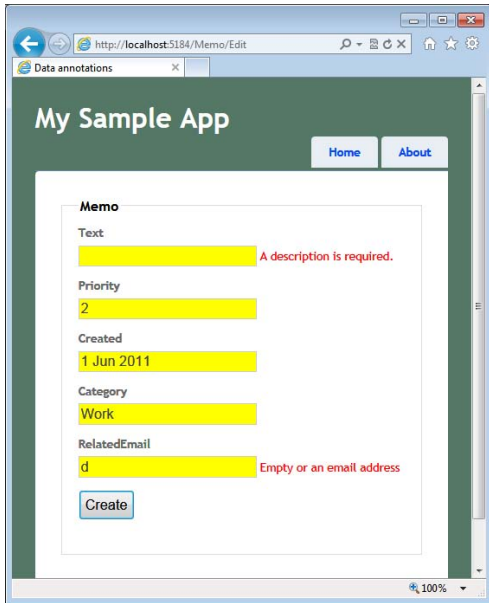 http://localhost:5184/Memo/Edit
Data annotations
My Sample App
Home About
Memo
Text
A description is required.
Priority
2
Created
1 Jun 2011
Category
Work
RelatedEmail
d Empty or an email address
Create
100%